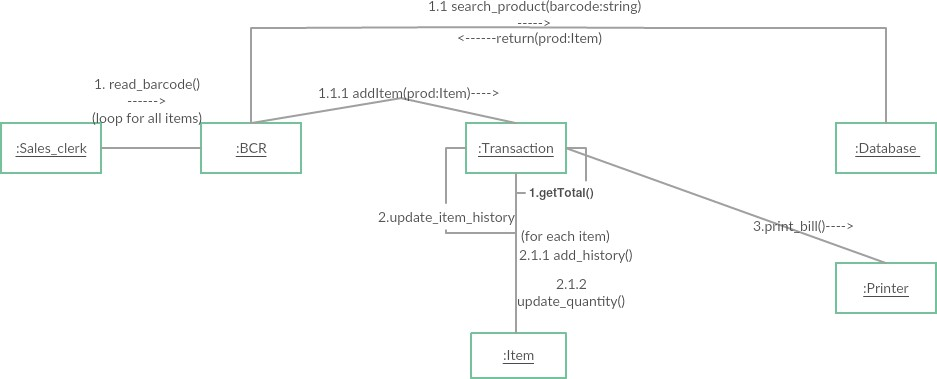 1.1 search_product(barcode:string)
----->
<------return(prod:Item)
1. read_barcode()
------>
(loop for all items)
1.1.1 addItem(prod:Item)---->
:Sales_clerk
:BCR
:Transaction
:Database
1.getTotal()
2.update_item_history
3.print_bill()---->
(for each item)
2.1.1 add_history()
2.1.2
update_quantity()
:Printer
:Item